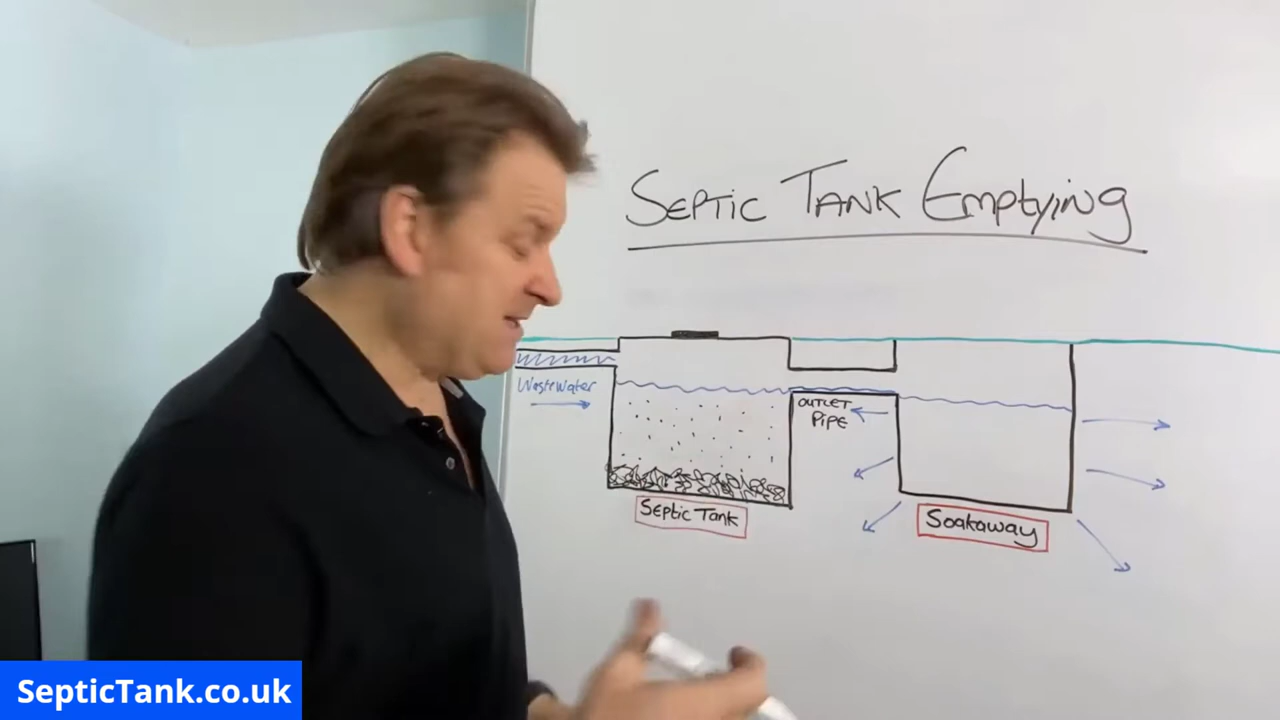 Septic Tank Emptying
Wastewater
Outlet
Pipe
Septic Tank
Soakaway
SepticTank.co.uk